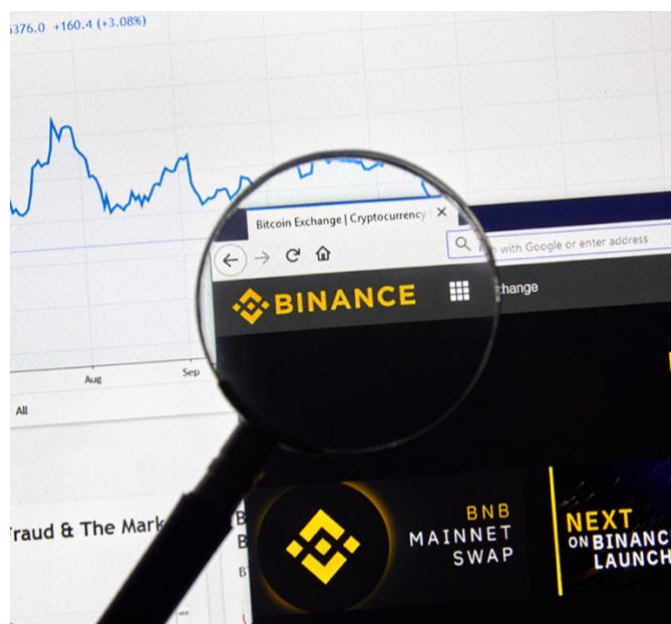 376.0 +160.4 (+3.08%)
Bitcoin Exchange | Cryptocurrency
with Google or enter address
BINANCE
change
Aug
Sep
All
raud & The Mark
B
B
B
BNB
MAINNET
SWAP
NEXT
ON BINANC
LAUNCH